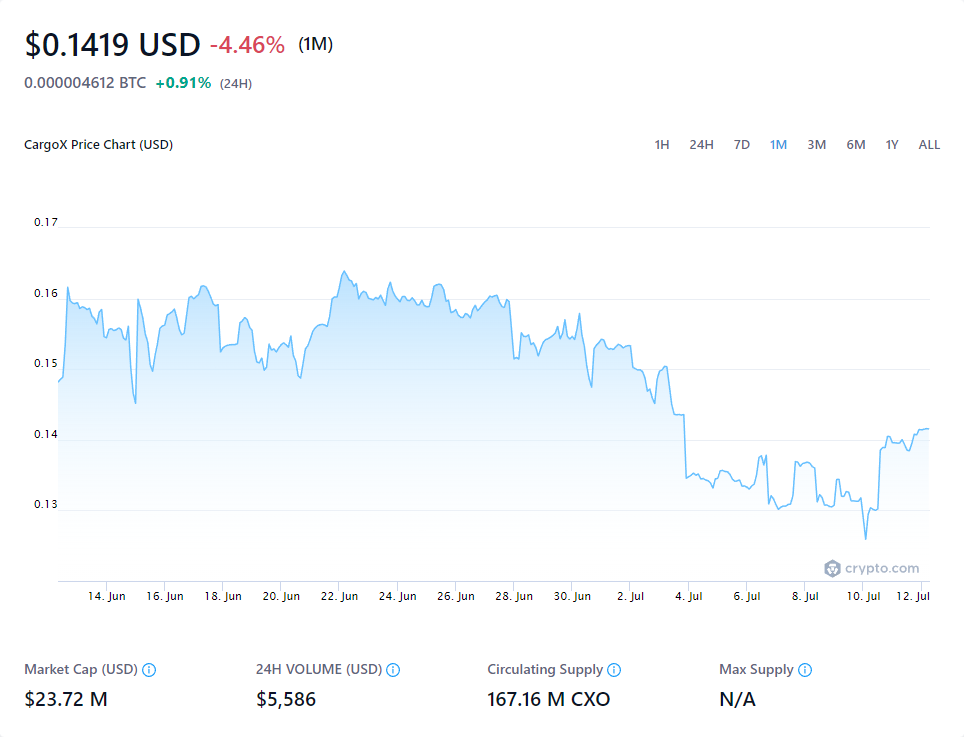 $0.1419 USD -4.46% (1M)
0.000004612 BTC +0.91% (24H)
CargoX Price Chart (USD) 1H 24H 7D 1M 3M 6M 1Y ALL
0.17
0.16
0.15
0.14
0.13
crypto.com
14. Jun 16. Jun 18. Jun 20. Jun 22. Jun 24. Jun 26. Jun 28. Jun 30. Jun 2. Jul 4. Jul 6. Jul 8. Jul 10. Jul 12. Jul
Market Cap (USD) 24H VOLUME (USD) Circulating Supply Max Supply
$23.72 M $5,586 167.16 M CXO N/A